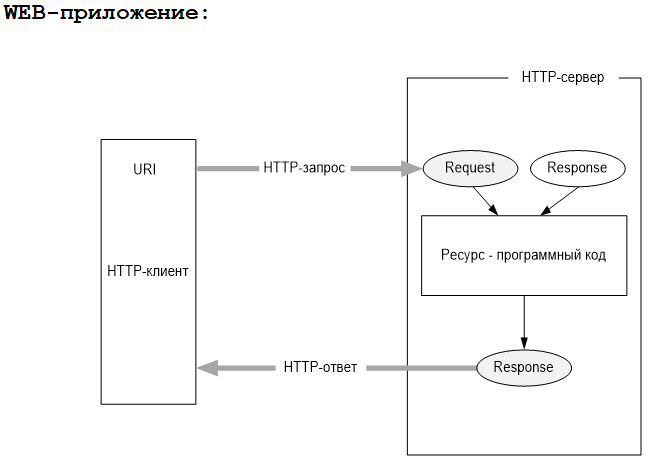 WEB-приложение:
HTTP-сервер
URI
HTTP-запрос
Request
Response
Ресурс - программный код
HTTP-клиент
HTTP-ответ
Response